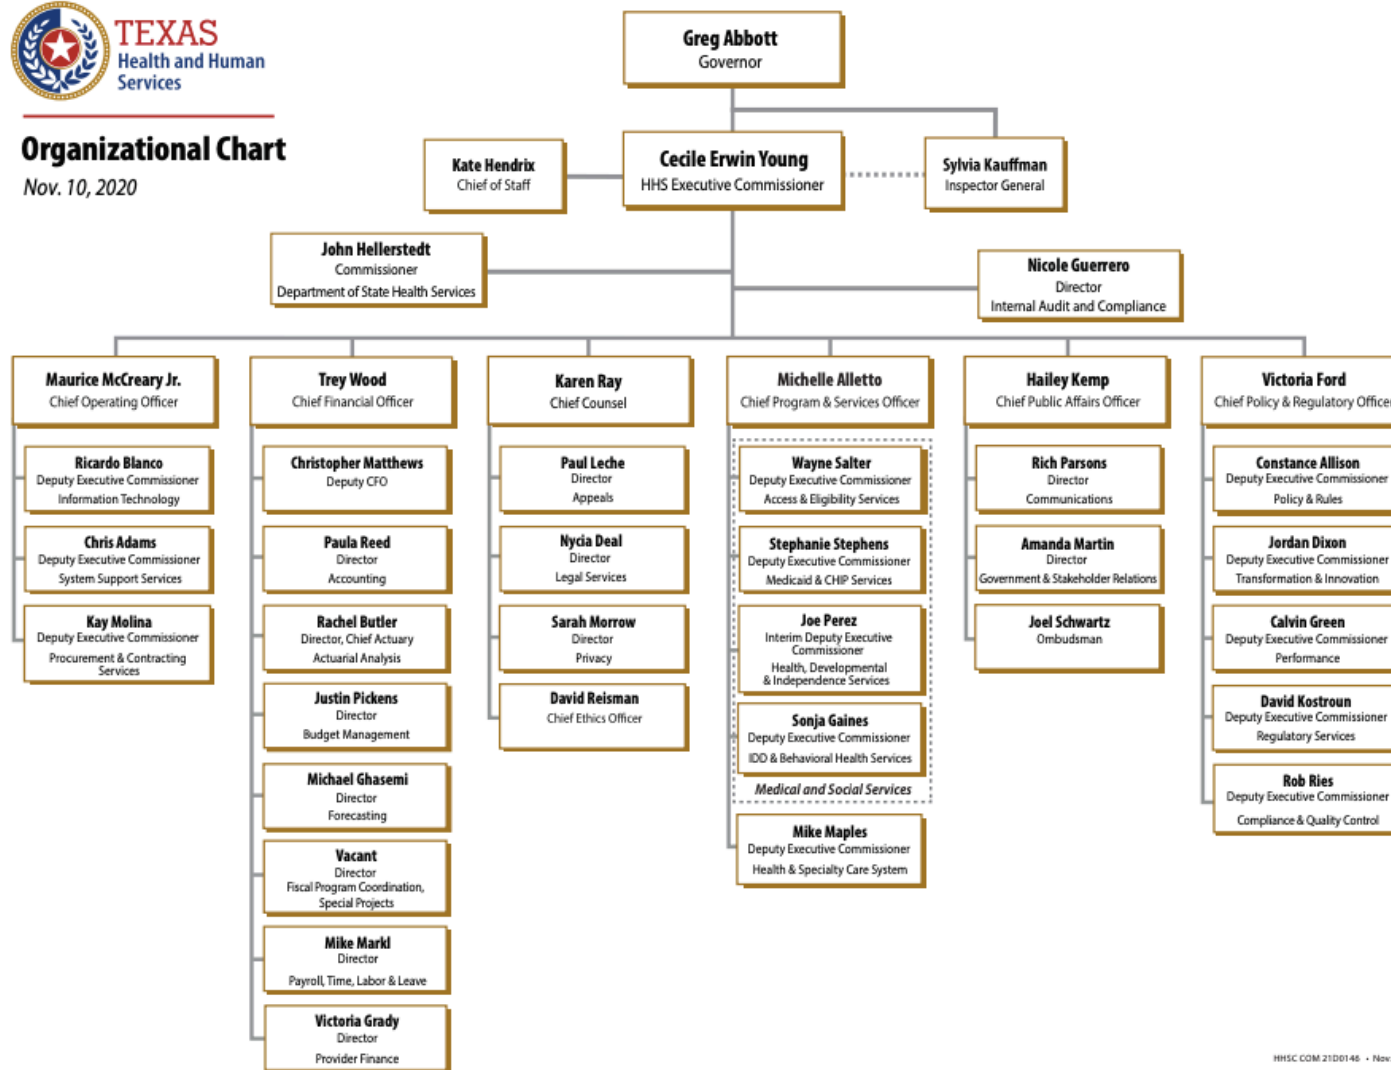 TEXAS
Health and Human
Services
Organizational Chart
Nov. 10, 2020
Greg Abbott
Governor
Kate Hendrix
Chief of Staff
Cecile Erwin Young
HHS Executive Commissioner
Sylvia Kauffman
Inspector General
John Hellerstedt
Commissioner
Department of State Health Services
Nicole Guerrero
Director
Internal Audit and Compliance
Maurice McCreary Jr.
Chief Operating Officer
Ricardo Blanco
Deputy Executive Commissioner
Information Technology
Chris Adams
Deputy Executive Commissioner
System Support Services
Kay Molina
Deputy Executive Commissioner
Procurement & Contracting
Services
Trey Wood
Chief Financial Officer
Christopher Matthews
Deputy CFO
Paula Reed
Director
Accounting
Rachel Butler
Director, Chief Actuary
Actuarial Analysis
Justin Pickens
Director
Budget Management
Michael Ghasemi
Director
Forecasting
Vacant
Director
Fiscal Program Coordination,
Special Projects
Mike Markl
Director
Payroll, Time, Labor & Leave
Victoria Grady
Director
Provider Finance
Karen Ray
Chief Counsel
Paul Leche
Director
Appeals
Nycia Deal
Director
Legal Services
Sarah Morrow
Director
Privacy
David Reisman
Chief Ethics Officer
Michelle Alletto
Chief Program & Services Officer
Wayne Salter
Deputy Executive Commissioner
Access & Eligibility Services
Stephanie Stephens
Deputy Executive Commissioner
Medicaid & CHIP Services
Joe Perez
Interim Deputy Executive
Commissioner
Health, Developmental
& Independence Services
Sonja Gaines
Deputy Executive Commissioner
IDD & Behavioral Health Services
Medical and Social Services
Mike Maples
Deputy Executive Commissioner
Health & Specialty Care System
Hailey Kemp
Chief Public Affairs Officer
Rich Parsons
Director
Communications
Amanda Martin
Director
Government & Stakeholder Relations
Joel Schwartz
Ombudsman
Victoria Ford
Chief Policy & Regulatory Officer
Constance Allison
Deputy Executive Commissioner
Policy & Rules
Jordan Dixon
Deputy Executive Commissioner
Transformation & Innovation
Calvin Green
Deputy Executive Commissioner
Performance
David Kostroun
Deputy Executive Commissioner
Regulatory Services
Rob Ries
Deputy Executive Commissioner
Compliance & Quality Control
HHSC COM 21D0146 • Nov.